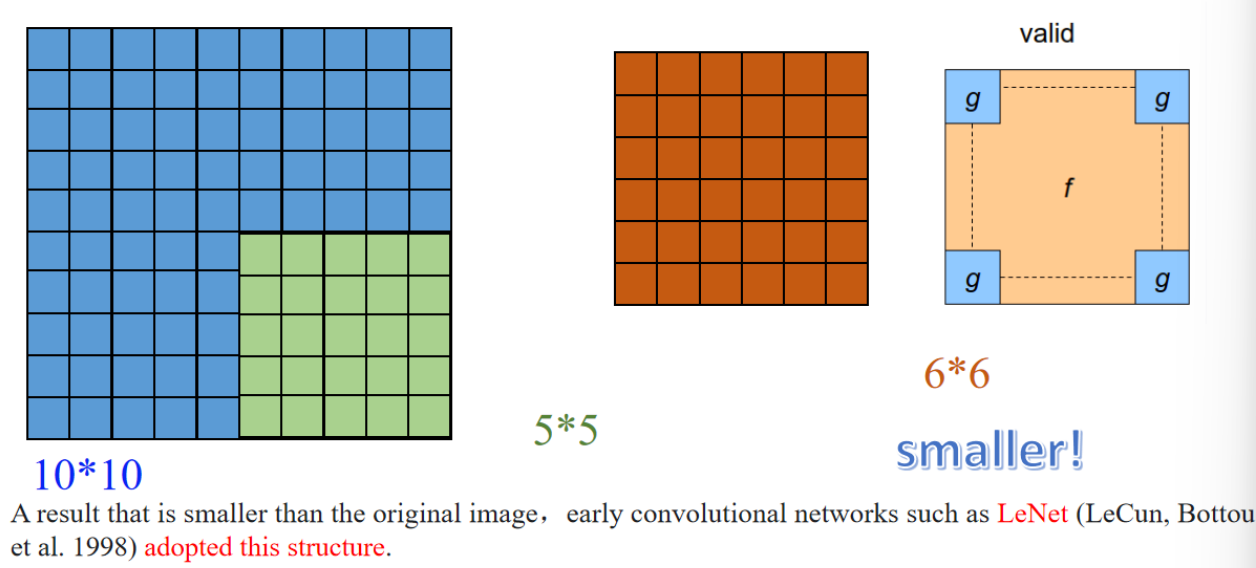 valid
g
g
f
g
g
6*6
5*5
smaller!
10*10
A result that is smaller than the original image，early convolutional networks such as LeNet (LeCun, Bottou
et al. 1998) adopted this structure.